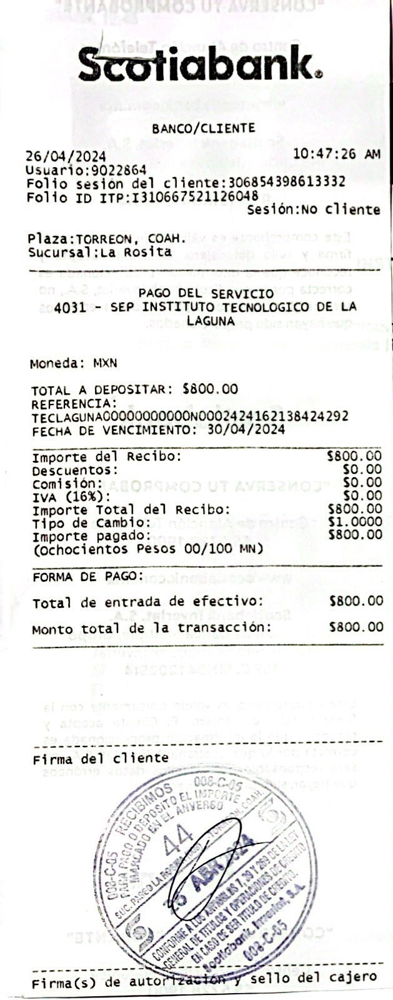 Scotiabank®
BANCO/CLIENTE
26/04/2024 10:47:26 AM
Usuario:9022864
Folio sesión del cliente:306854398613332
Folio ID ITP:I310667521126048
Sesión:No cliente
Plaza:TORREON, COAH.
Sucursal:La Rosita
PAGO DEL SERVICIO
4031 - SEP INSTITUTO TECNOLOGICO DE LA
LAGUNA
Moneda: MXN
TOTAL A DEPOSITAR: $800.00
REFERENCIA:
TECLAGUNA00000000000N0002424162138424292
FECHA DE VENCIMIENTO: 30/04/2024
Importe del Recibo: $800.00
Descuentos: $0.00
Comisión: $0.00
IVA (16%): $0.00
Importe Total del Recibo: $800.00
Tipo de Cambio: $1.0000
Importe pagado: $800.00
(Ochocientos Pesos 00/100 MN)
FORMA DE PAGO:
Total de entrada de efectivo: $800.00
Monto total de la transacción: $800.00
Firma del cliente
008-C-05 RECIBIMOS 008-C-05
PARA PAGO O DEPOSITO EL IMPORTE
MARCADO EN EL ANVERSO
44
SUC. PASEO LA ROSITA TORREON, COAH.
26 ABR 2024
CONFORME A LOS ARTICULOS 7, 39 Y 269 DE LA LEY
GENERAL DE TITULOS Y OPERACIONES DE CREDITO
EN CASO DE SER TITULO DE CREDITO.
Scotiabank Inverlat, S.A.
008-C-05
Firma(s) de autorización y sello del cajero